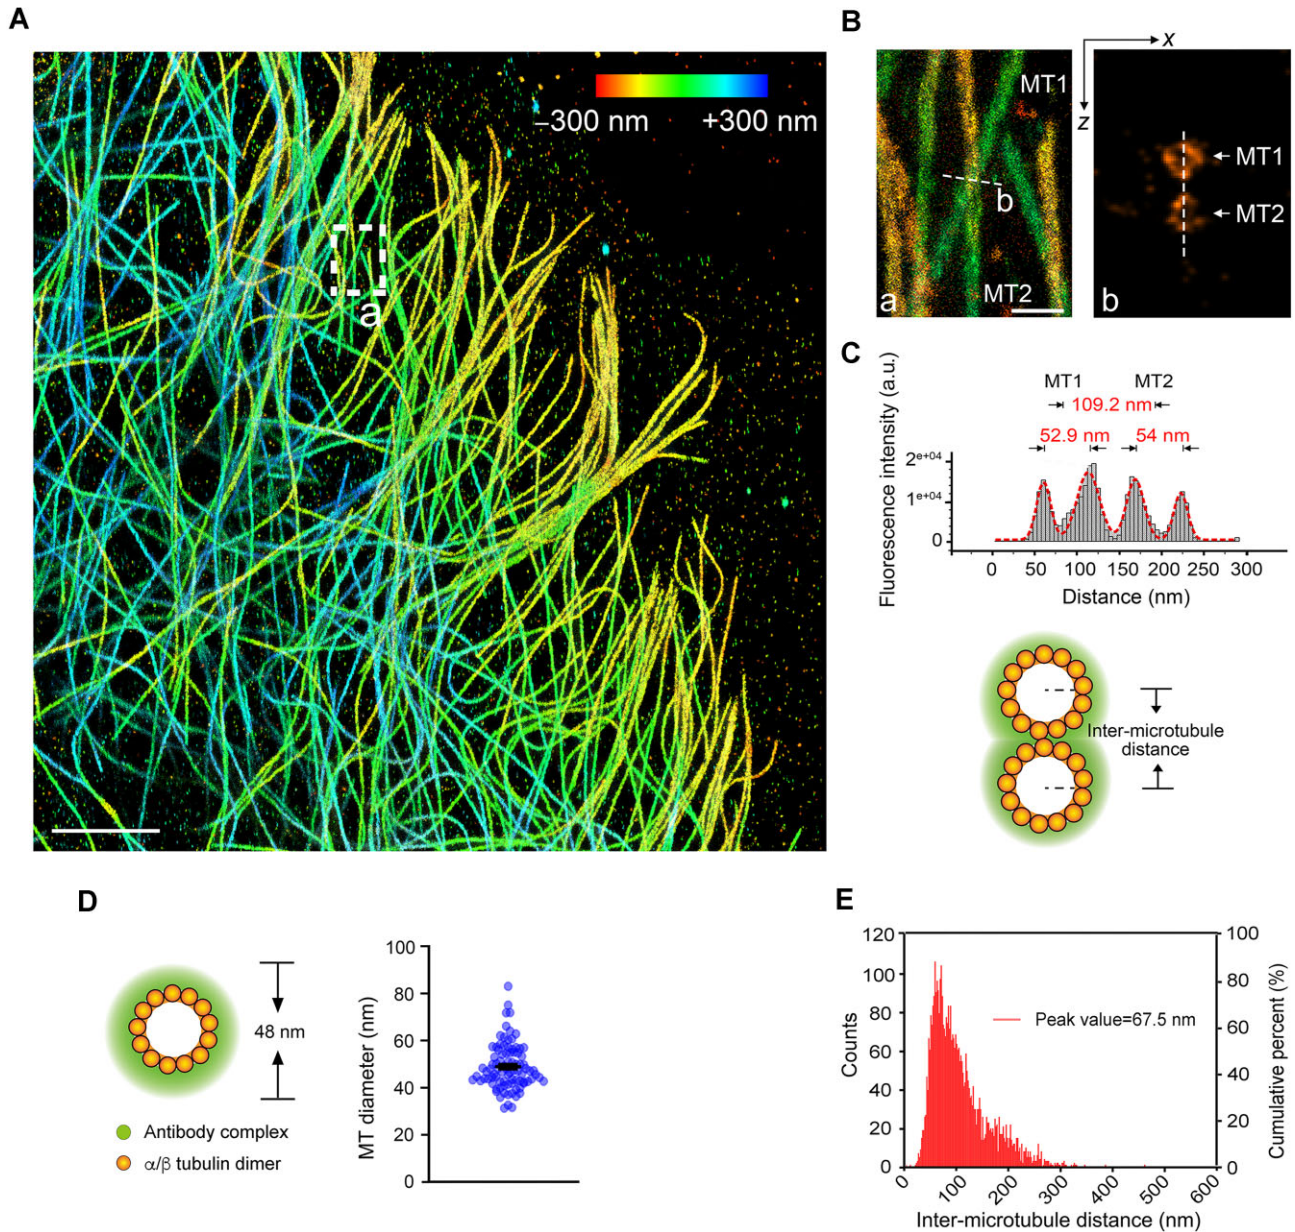 A
−300 nm +300 nm
a
B
x
z
MT1
b
MT2
a
MT1
MT2
b
C
Fluorescence intensity (a.u.)
MT1 MT2
109.2 nm
52.9 nm 54 nm
2e+04
1e+04
0
0 50 100 150 200 250 300
Distance (nm)
Inter-microtubule
distance
D
48 nm
Antibody complex
α/β tubulin dimer
MT diameter (nm)
100
80
60
40
20
0
E
Counts
120
100
80
60
40
20
0
Peak value=67.5 nm
100
80
60
40
20
0
Cumulative percent (%)
0 100 200 300 400 500 600
Inter-microtubule distance (nm)